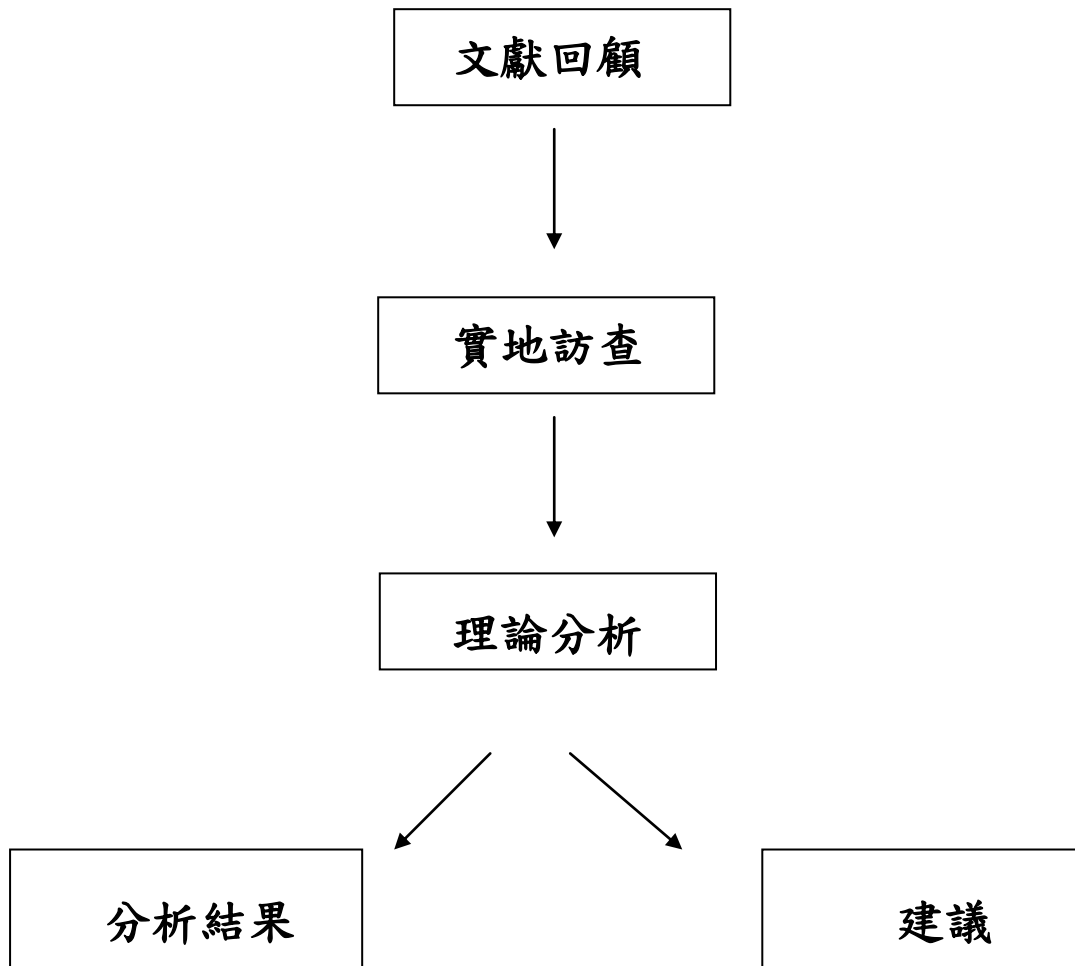 文獻回顧
實地訪查
理論分析
分析結果
建議